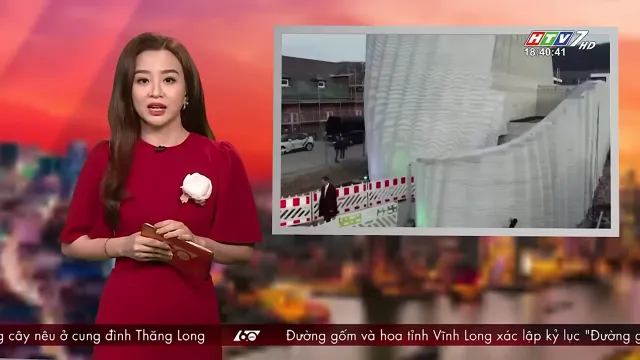 HTV7 HD
18:40:41
g cây nêu ở cung đình Thăng Long 60 Đường gốm và hoa tỉnh Vĩnh Long xác lập kỷ lục "Đường g